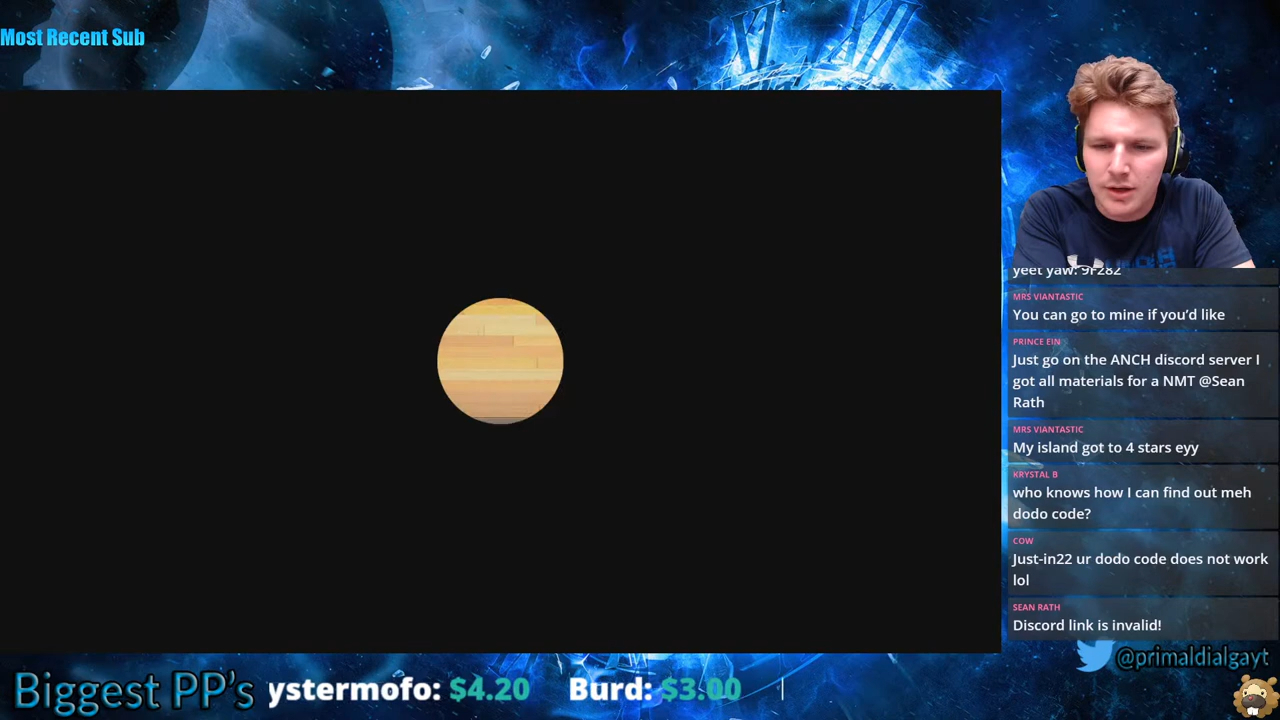 Most Recent Sub
yeet yaw: 9F282
MRS VIANTASTIC
You can go to mine if you’d like
PRINCE EIN
Just go on the ANCH discord server I
got all materials for a NMT @Sean
Rath
MRS VIANTASTIC
My island got to 4 stars eyy
KRYSTAL B
who knows how I can find out meh
dodo code?
COW
Just-in22 ur dodo code does not work
lol
SEAN RATH
Discord link is invalid!
@primaldialgayt
Biggest PP's ystermofo: $4.20 Burd: $3.00 |